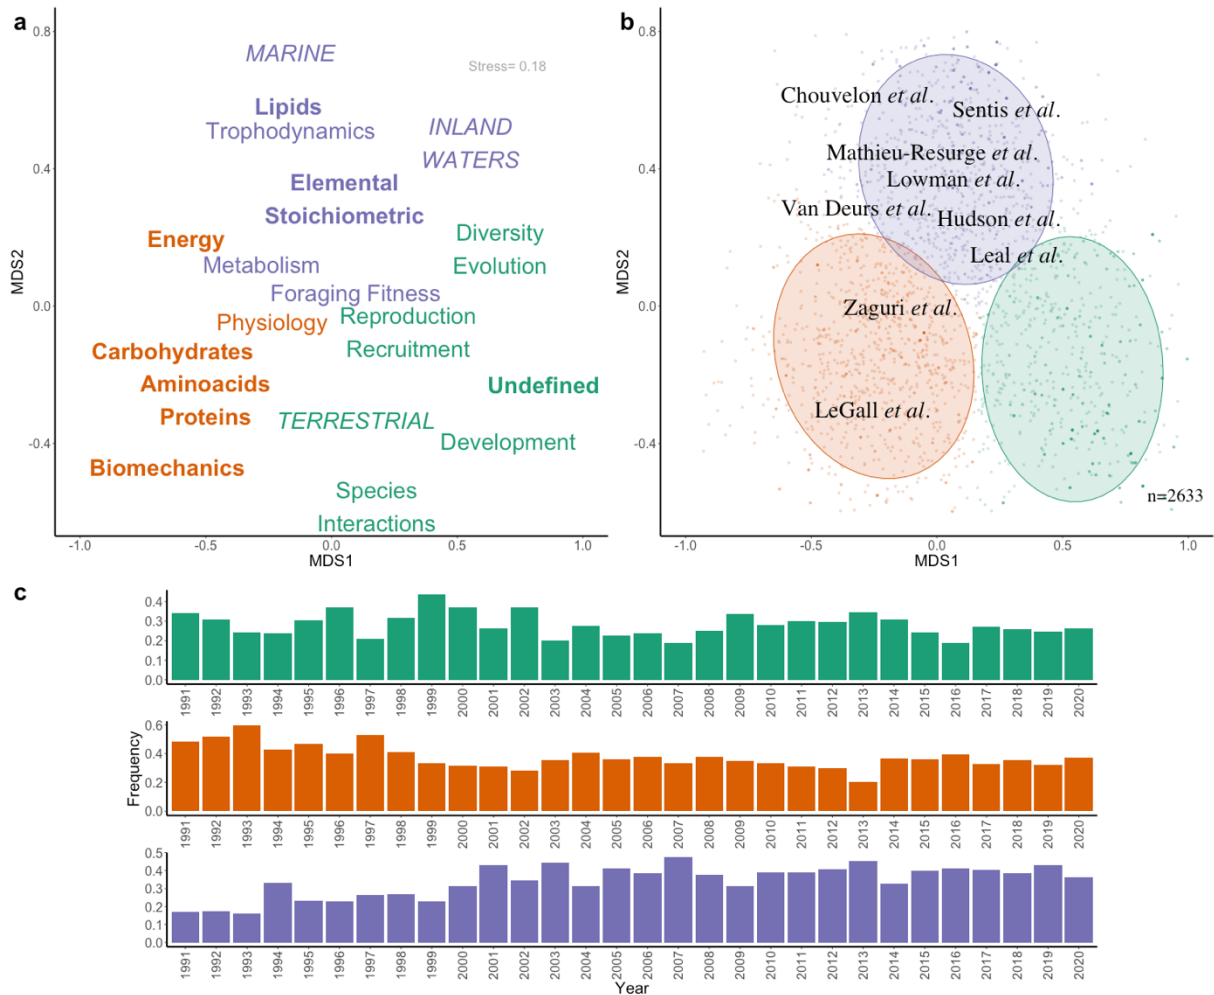 a
0.8
0.4
0.0
-0.4
MDS2
MARINE
Stress= 0.18
Lipids
Trophodynamics
INLAND
WATERS
Elemental
Stoichiometric
Energy
Diversity
Metabolism
Evolution
Foraging Fitness
Physiology
Reproduction
Carbohydrates
Recruitment
Aminoacids
Undefined
Proteins
TERRESTRIAL
Development
Biomechanics
Species
Interactions
-1.0 -0.5 0.0 0.5 1.0
MDS1
b
0.8
0.4
0.0
-0.4
MDS2
Chouvelon et al.
Sentis et al.
Mathieu-Resurge et al.
Lowman et al.
Van Deurs et al.
Hudson et al.
Leal et al.
Zaguri et al.
LeGall et al.
n=2633
-1.0 -0.5 0.0 0.5 1.0
MDS1
c
Frequency
0.4
0.3
0.2
0.1
0.0
1991 1992 1993 1994 1995 1996 1997 1998 1999 2000 2001 2002 2003 2004 2005 2006 2007 2008 2009 2010 2011 2012 2013 2014 2015 2016 2017 2018 2019 2020
0.6
0.4
0.2
0.0
1991 1992 1993 1994 1995 1996 1997 1998 1999 2000 2001 2002 2003 2004 2005 2006 2007 2008 2009 2010 2011 2012 2013 2014 2015 2016 2017 2018 2019 2020
0.5
0.4
0.3
0.2
0.1
0.0
1991 1992 1993 1994 1995 1996 1997 1998 1999 2000 2001 2002 2003 2004 2005 2006 2007 2008 2009 2010 2011 2012 2013 2014 2015 2016 2017 2018 2019 2020
Year